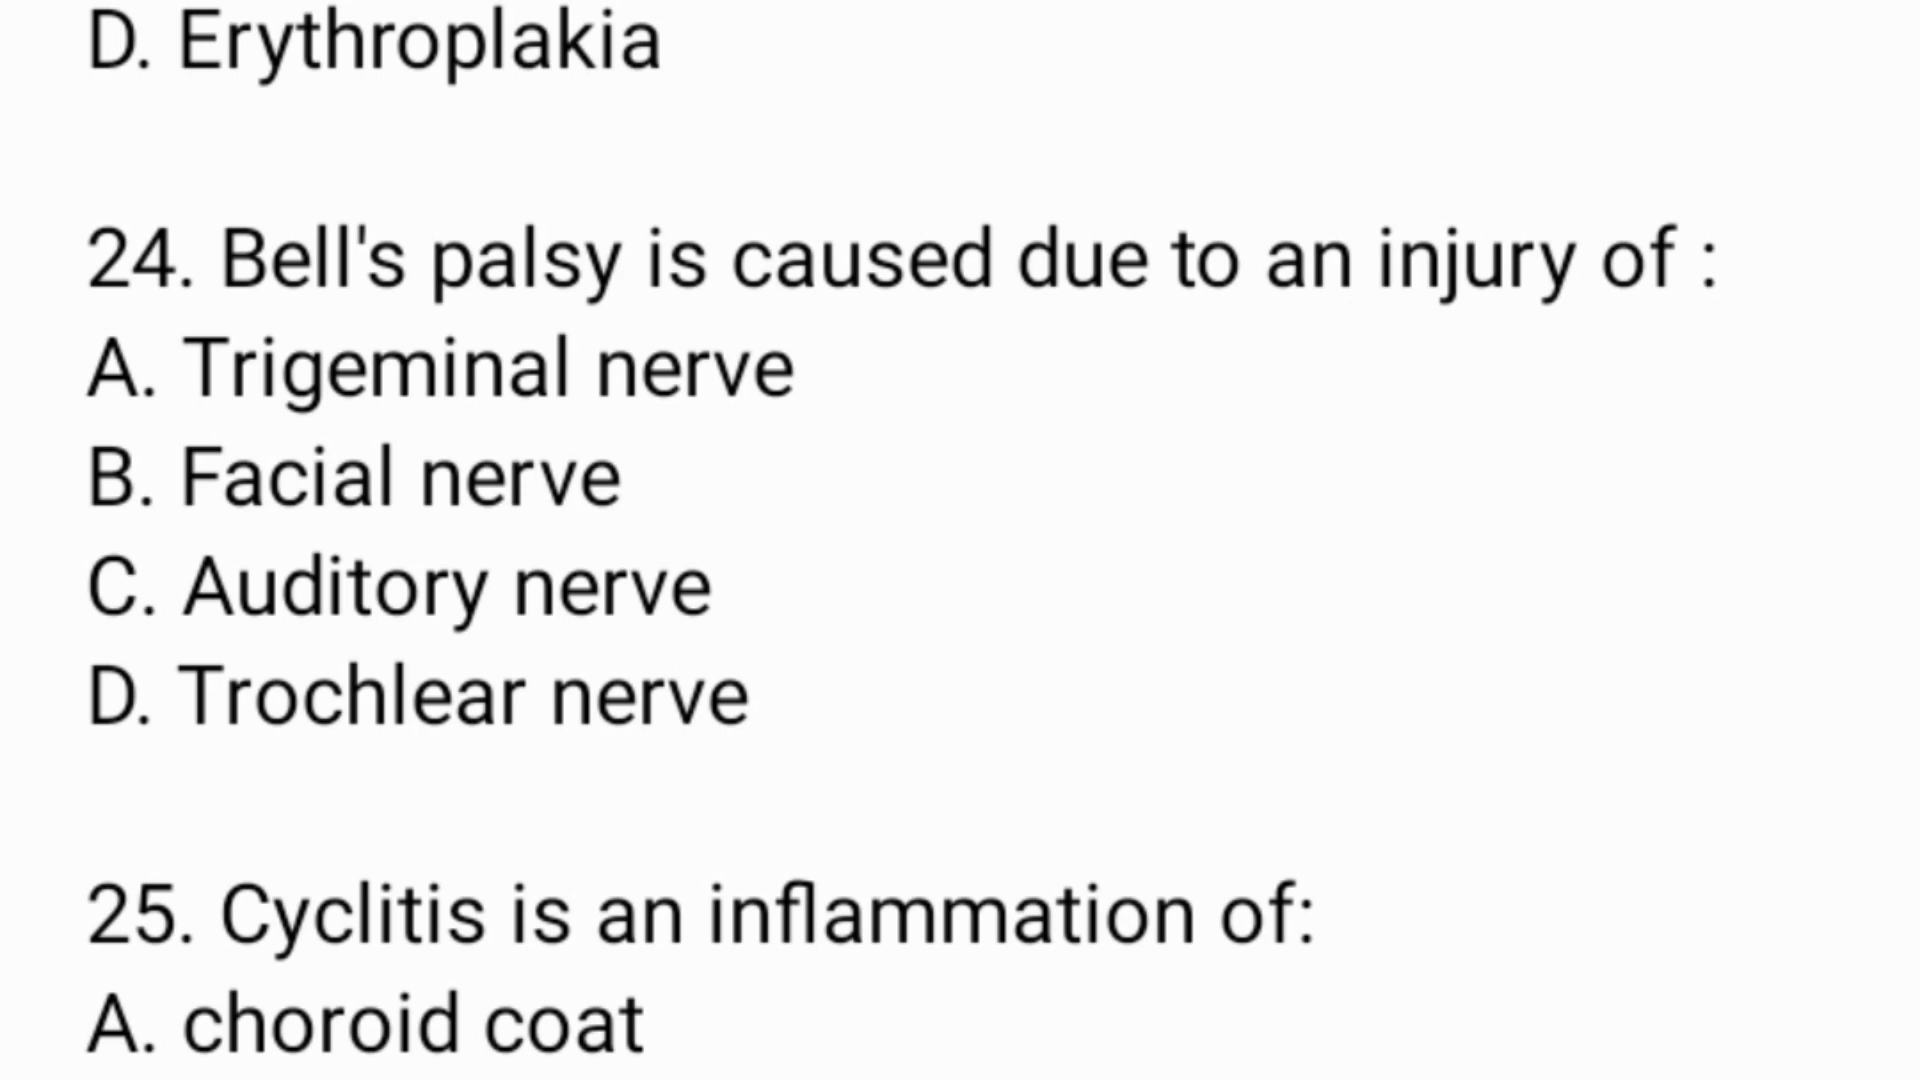 D. Erythroplakia
24. Bell's palsy is caused due to an injury of :
A. Trigeminal nerve
B. Facial nerve
C. Auditory nerve
D. Trochlear nerve
25. Cyclitis is an inflammation of:
A. choroid coat